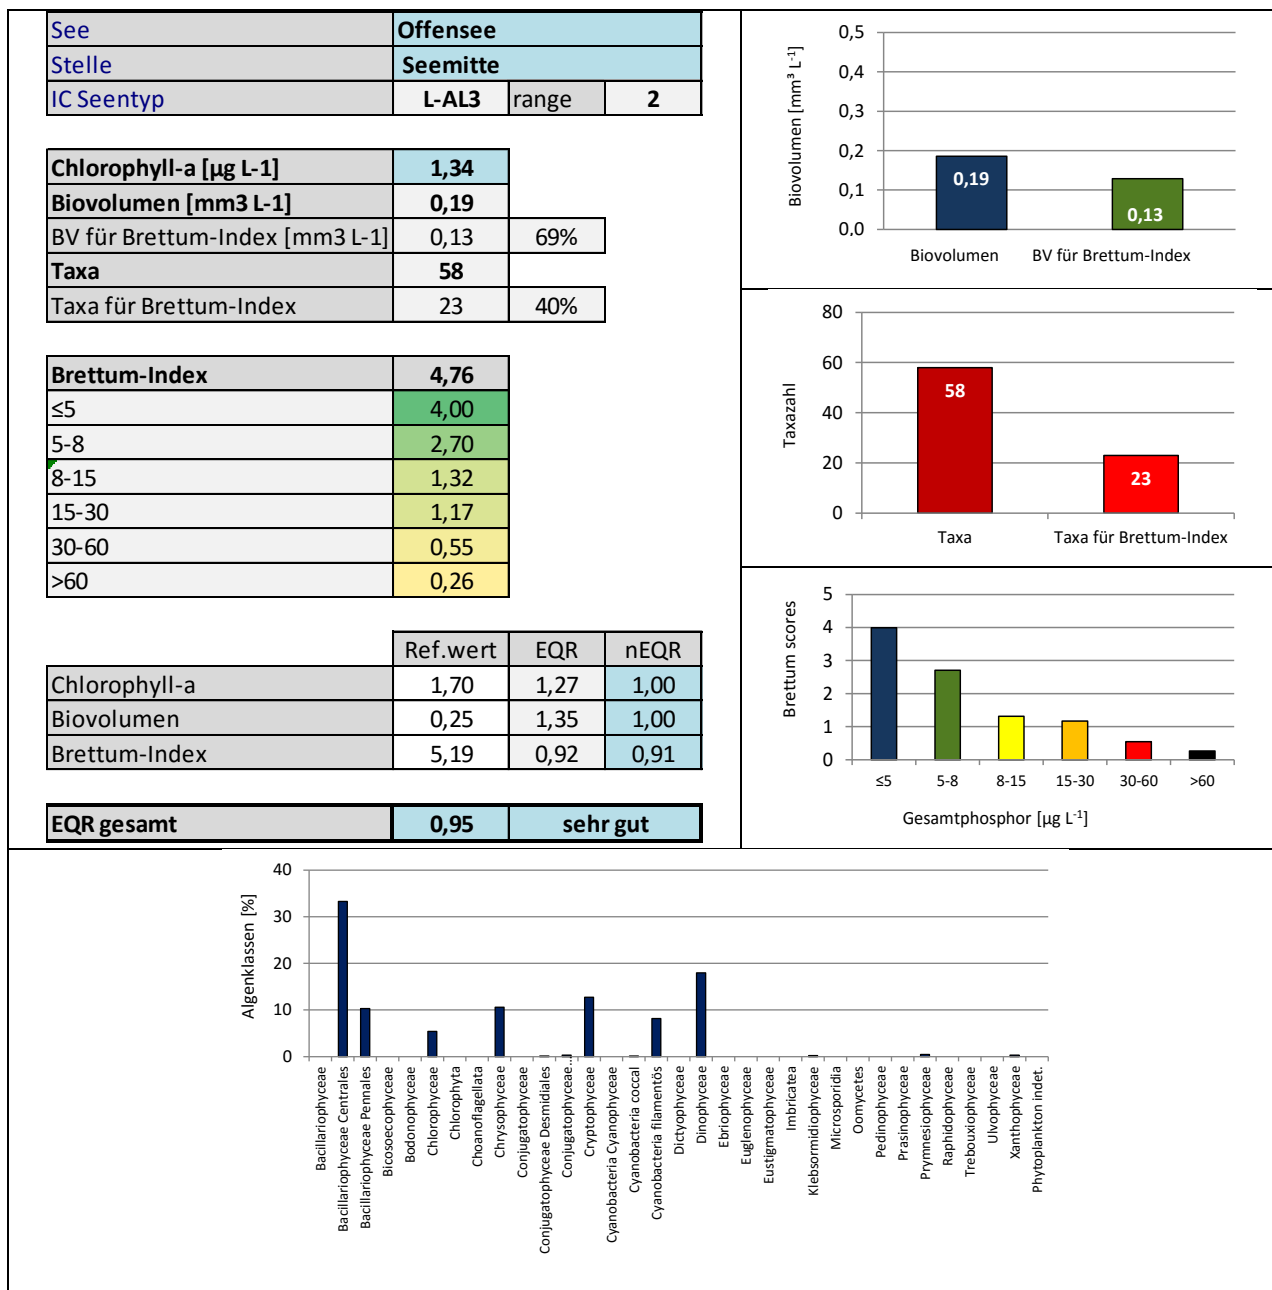 See Offensee
Stelle Seemitte
IC Seentyp L-AL3 range 2
Chlorophyll-a [µg L-1] 1,34
Biovolumen [mm3 L-1] 0,19
BV für Brettum-Index [mm3 L-1] 0,13 69%
Taxa 58
Taxa für Brettum-Index 23 40%
Brettum-Index 4,76
≤5 4,00
5-8 2,70
8-15 1,32
15-30 1,17
30-60 0,55
>60 0,26
Ref.wert EQR nEQR
Chlorophyll-a 1,70 1,27 1,00
Biovolumen 0,25 1,35 1,00
Brettum-Index 5,19 0,92 0,91
EQR gesamt 0,95 sehr gut
Biovolumen [mm³ L-1]
0,5
0,4
0,3
0,2
0,1
0,0
0,19
0,13
Biovolumen BV für Brettum-Index
Taxazahl
80
60
40
20
0
58
23
Taxa Taxa für Brettum-Index
Brettum scores
5
4
3
2
1
0
≤5 5-8 8-15 15-30 30-60 >60
Gesamtphosphor [µg L-1]
Algenklassen [%]
40
30
20
10
0
Bacillariophyceae
Bacillariophyceae Centrales
Bacillariophyceae Pennales
Bicosoecophyceae
Bodonophyceae
Chlorophyceae
Chlorophyta
Choanoflagellata
Chrysophyceae
Conjugatophyceae
Conjugatophyceae Desmidiales
Conjugatophyceae...
Cryptophyceae
Cyanobacteria Cyanophyceae
Cyanobacteria coccal
Cyanobacteria filamentös
Dictyophyceae
Dinophyceae
Ebriophyceae
Euglenophyceae
Eustigmatophyceae
Imbricatea
Klebsormidiophyceae
Microsporidia
Oomycetes
Pedinophyceae
Prasinophyceae
Prymnesiophyceae
Raphidophyceae
Trebouxiophyceae
Ulvophyceae
Xanthophyceae
Phytoplankton indet.